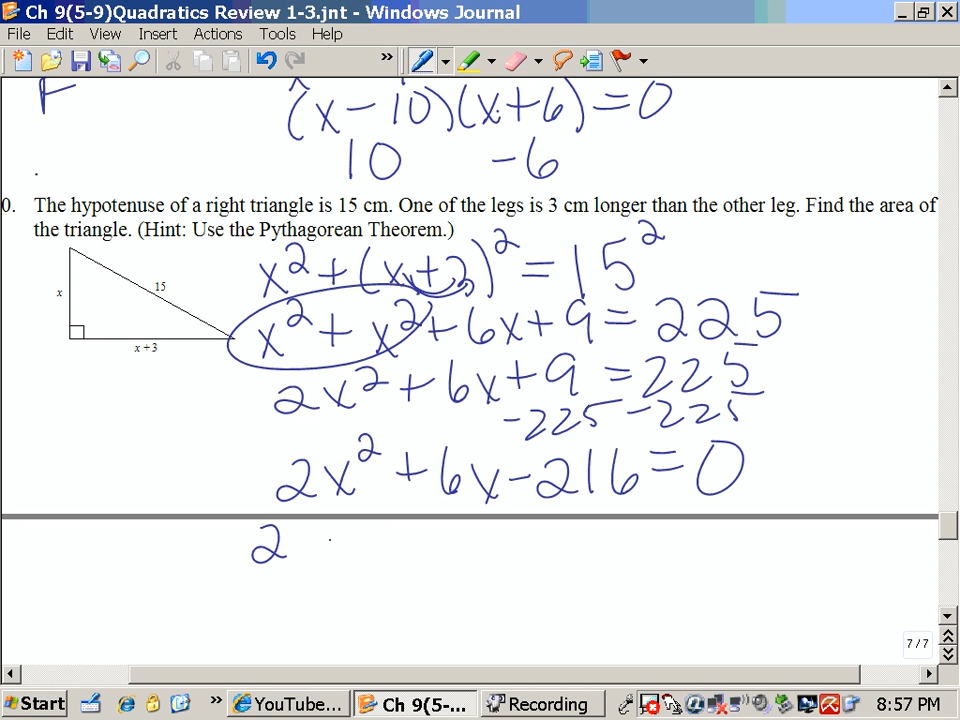 Ch 9(5-9)Quadratics Review 1-3.jnt - Windows Journal
File Edit View Insert Actions Tools Help
(x-10)(x+6)=0
10 -6
0. The hypotenuse of a right triangle is 15 cm. One of the legs is 3 cm longer than the other leg. Find the area of
the triangle. (Hint: Use the Pythagorean Theorem.)
x²+(x+3)²=15²
x 15
x²+x²+6x+9=225
x+3
2x²+6x+9=225
-225 -225
2x²+6x-216=0
2
7/7
Start YouTube... Ch 9(5-... Recording 8:57 PM